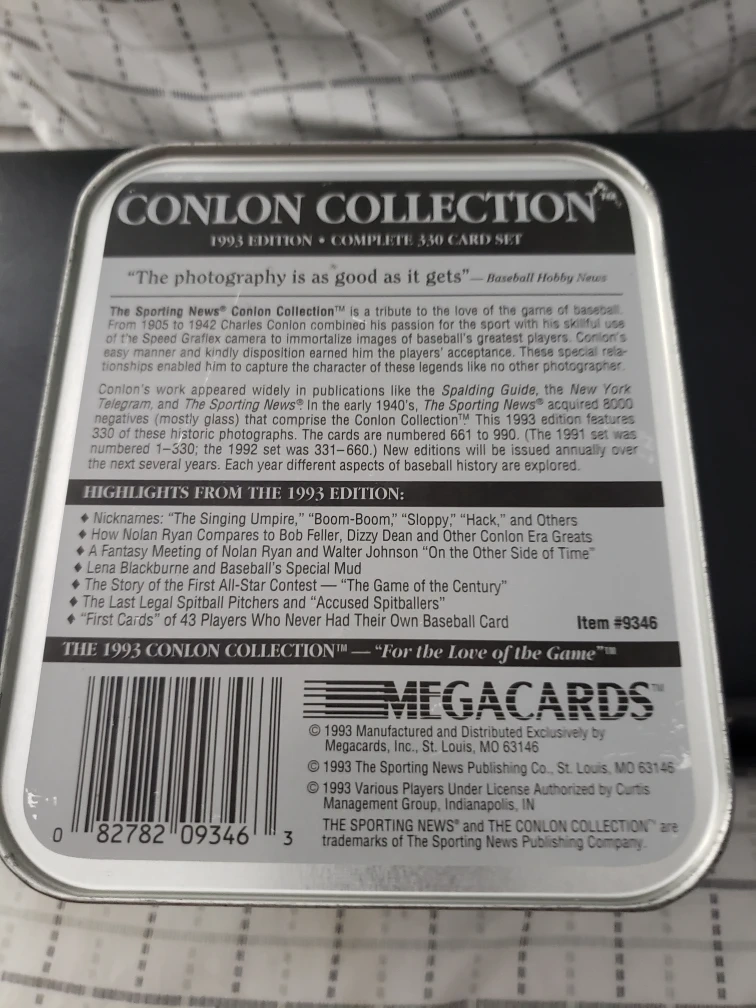 CONLON COLLECTION™
1993 EDITION • COMPLETE 330 CARD SET
“The photography is as good as it gets”— Baseball Hobby News
The Sporting News® Conlon Collection™ is a tribute to the love of the game of baseball.
From 1905 to 1942 Charles Conlon combined his passion for the sport with his skillful use
of the Speed Graflex camera to immortalize images of baseball's greatest players. Conlon's
easy manner and kindly disposition earned him the players' acceptance. These special rela-
tionships enabled him to capture the character of these legends like no other photographer.
Conlon's work appeared widely in publications like the Spalding Guide, the New York
Telegram, and The Sporting News®. In the early 1940's, The Sporting News® acquired 8000
negatives (mostly glass) that comprise the Conlon Collection™. This 1993 edition features
330 of these historic photographs. The cards are numbered 661 to 990. (The 1991 set was
numbered 1–330; the 1992 set was 331–660.) New editions will be issued annually over
the next several years. Each year different aspects of baseball history are explored.
HIGHLIGHTS FROM THE 1993 EDITION:
♦ Nicknames: “The Singing Umpire,” “Boom-Boom,” “Sloppy,” “Hack,” and Others
♦ How Nolan Ryan Compares to Bob Feller, Dizzy Dean and Other Conlon Era Greats
♦ A Fantasy Meeting of Nolan Ryan and Walter Johnson “On the Other Side of Time”
♦ Lena Blackburne and Baseball's Special Mud
♦ The Story of the First All-Star Contest — “The Game of the Century”
♦ The Last Legal Spitball Pitchers and “Accused Spitballers”
♦ “First Cards” of 43 Players Who Never Had Their Own Baseball Card Item #9346
THE 1993 CONLON COLLECTION™ — “For the Love of the Game”™
MEGACARDS™
© 1993 Manufactured and Distributed Exclusively by
Megacards, Inc., St. Louis, MO 63146
© 1993 The Sporting News Publishing Co., St. Louis, MO 63146
© 1993 Various Players Under License Authorized by Curtis
Management Group, Indianapolis, IN
THE SPORTING NEWS® and THE CONLON COLLECTION™ are
trademarks of The Sporting News Publishing Company.
0 82782 09346 3